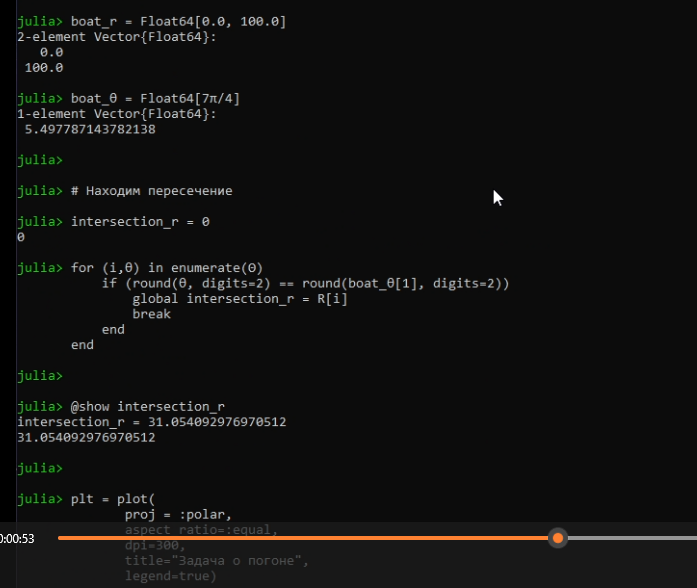 julia> boat_r = Float64[0.0, 100.0]
2-element Vector{Float64}:
   0.0
 100.0
julia> boat_θ = Float64[7π/4]
1-element Vector{Float64}:
 5.497787143782138
julia>
julia> # Находим пересечение
julia> intersection_r = 0
0
julia> for (i,θ) in enumerate(Θ)
           if (round(θ, digits=2) == round(boat_θ[1], digits=2))
               global intersection_r = R[i]
               break
           end
       end
julia>
julia> @show intersection_r
intersection_r = 31.054092976970512
31.054092976970512
julia>
julia> plt = plot(
              proj = :polar,
              aspect_ratio=:equal,
              dpi=300,
              title="Задача о погоне",
              legend=true)
0:00:53